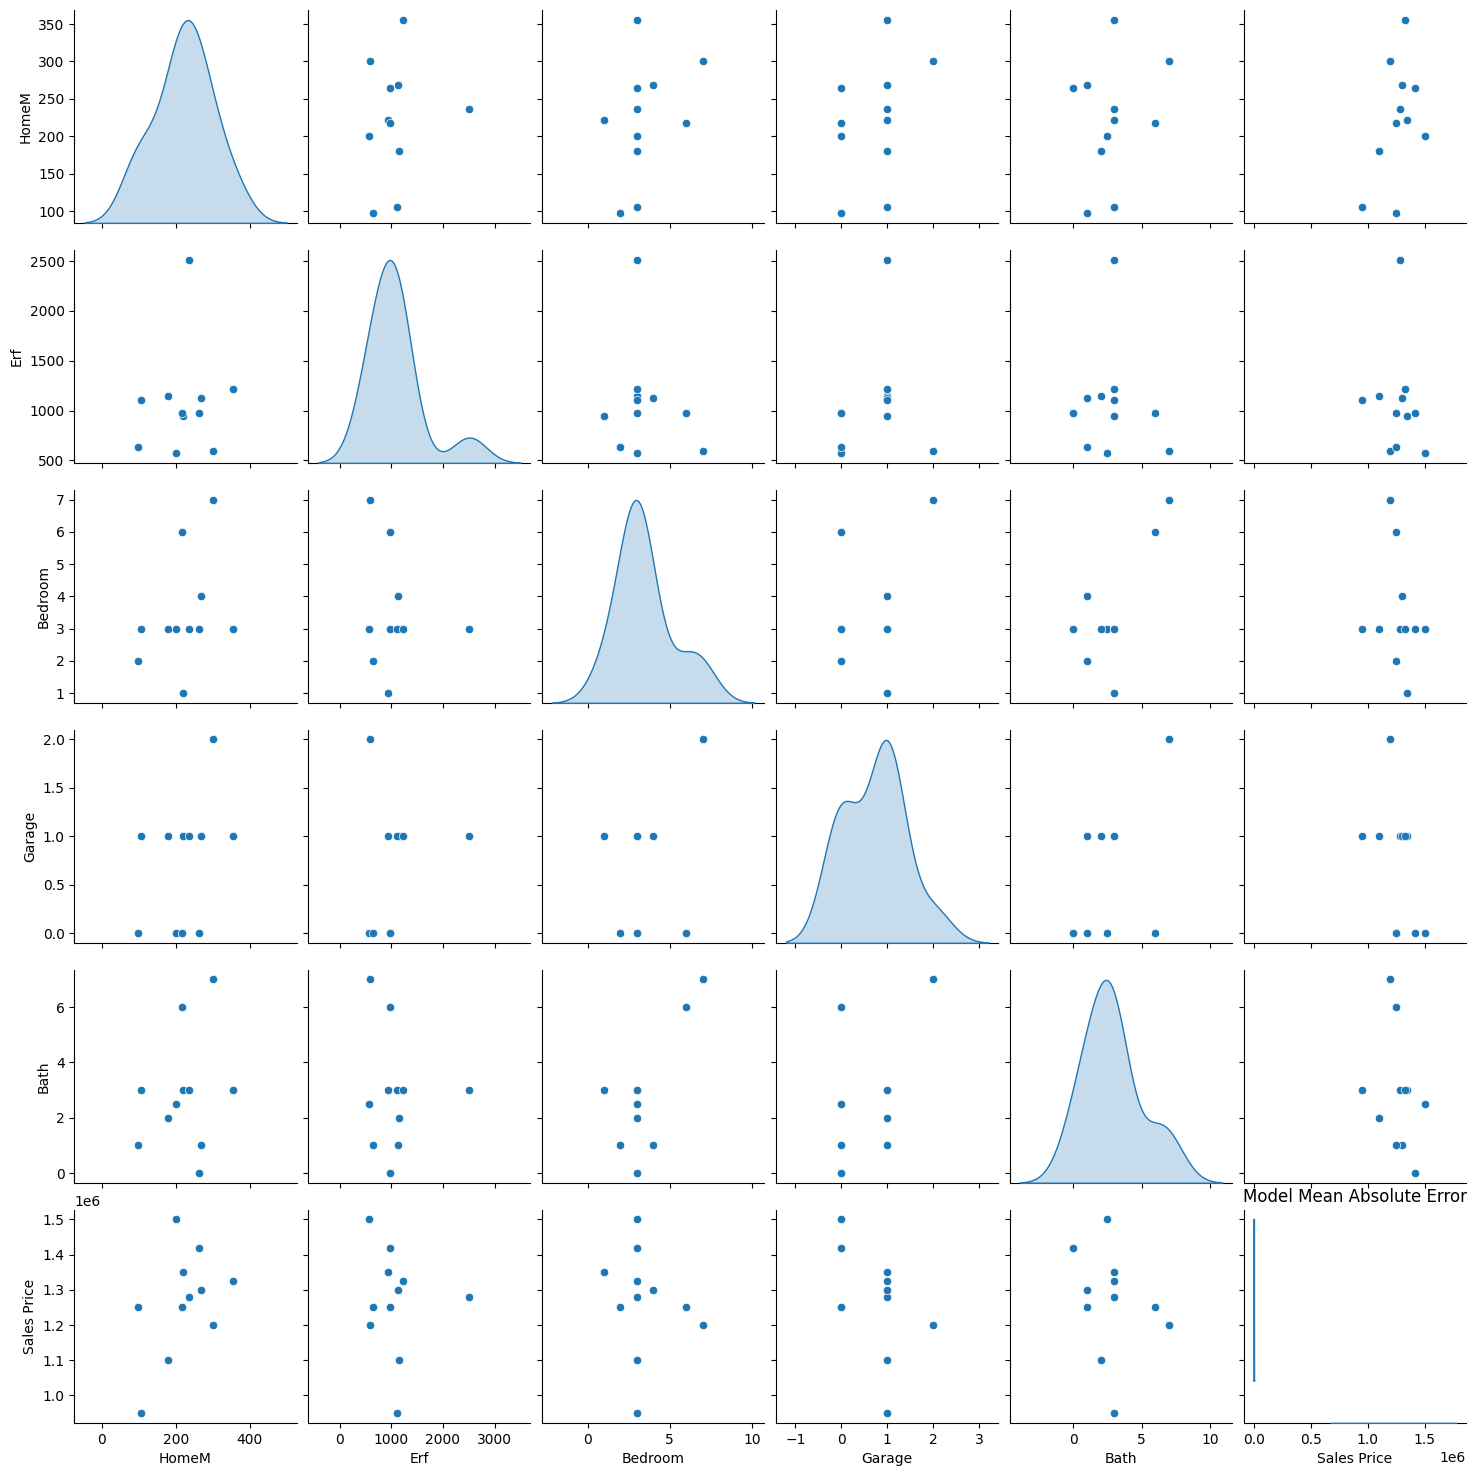 350
300
250
200
150
100
HomeM
2500
2000
1500
1000
500
Erf
7
6
5
4
3
2
1
Bedroom
2.0
1.5
1.0
0.5
0.0
Garage
6
4
2
0
Bath
1e6
Model Mean Absolute Error
1.5
1.4
1.3
1.2
1.1
1.0
Sales Price
0 200 400
0 1000 2000 3000
0 5 10
−1 0 1 2 3
0 5 10
0.0 0.5 1.0 1.5
1e6
HomeM Erf Bedroom Garage Bath Sales Price